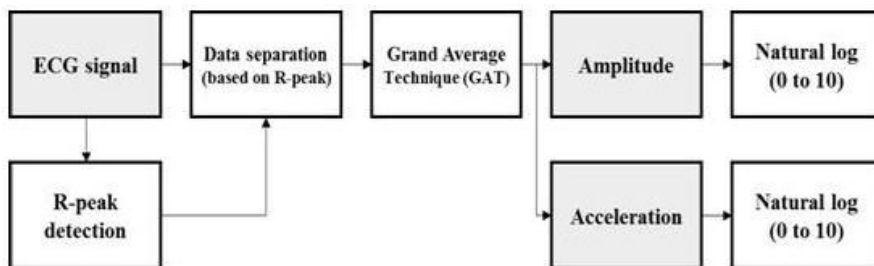 ECG signal
Data separation
(based on R-peak)
Grand Average
Technique (GAT)
Amplitude
Natural log
(0 to 10)
R-peak
detection
Acceleration
Natural log
(0 to 10)